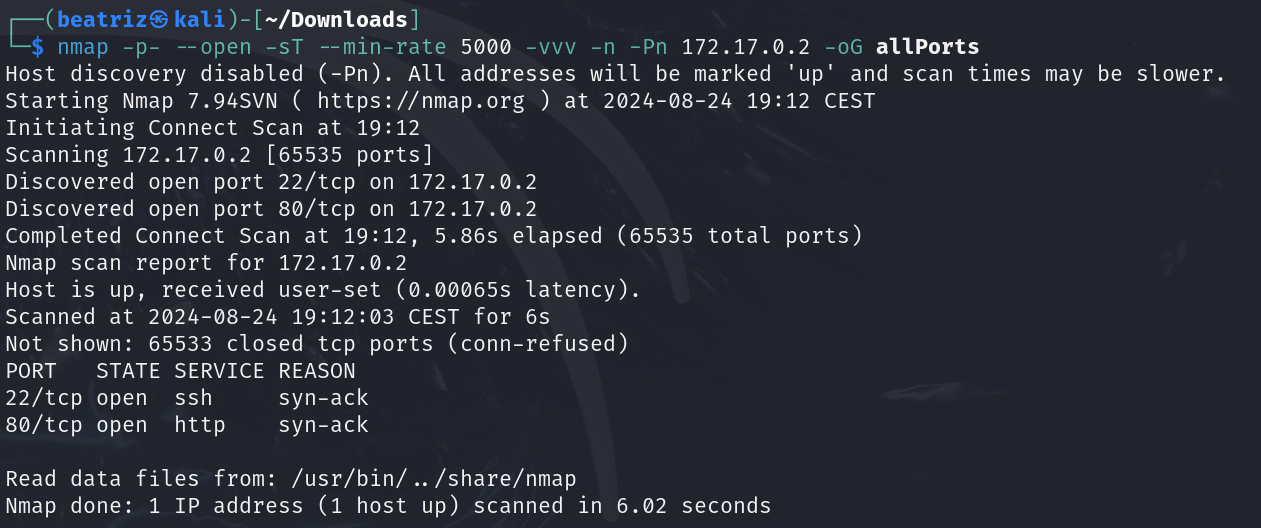 ┌──(beatriz㉿kali)-[~/Downloads]
└─$ nmap -p- --open -sT --min-rate 5000 -vvv -n -Pn 172.17.0.2 -oG allPorts
Host discovery disabled (-Pn). All addresses will be marked 'up' and scan times may be slower.
Starting Nmap 7.94SVN ( https://nmap.org ) at 2024-08-24 19:12 CEST
Initiating Connect Scan at 19:12
Scanning 172.17.0.2 [65535 ports]
Discovered open port 22/tcp on 172.17.0.2
Discovered open port 80/tcp on 172.17.0.2
Completed Connect Scan at 19:12, 5.86s elapsed (65535 total ports)
Nmap scan report for 172.17.0.2
Host is up, received user-set (0.00065s latency).
Scanned at 2024-08-24 19:12:03 CEST for 6s
Not shown: 65533 closed tcp ports (conn-refused)
PORT   STATE SERVICE REASON
22/tcp open  ssh     syn-ack
80/tcp open  http    syn-ack
Read data files from: /usr/bin/../share/nmap
Nmap done: 1 IP address (1 host up) scanned in 6.02 seconds